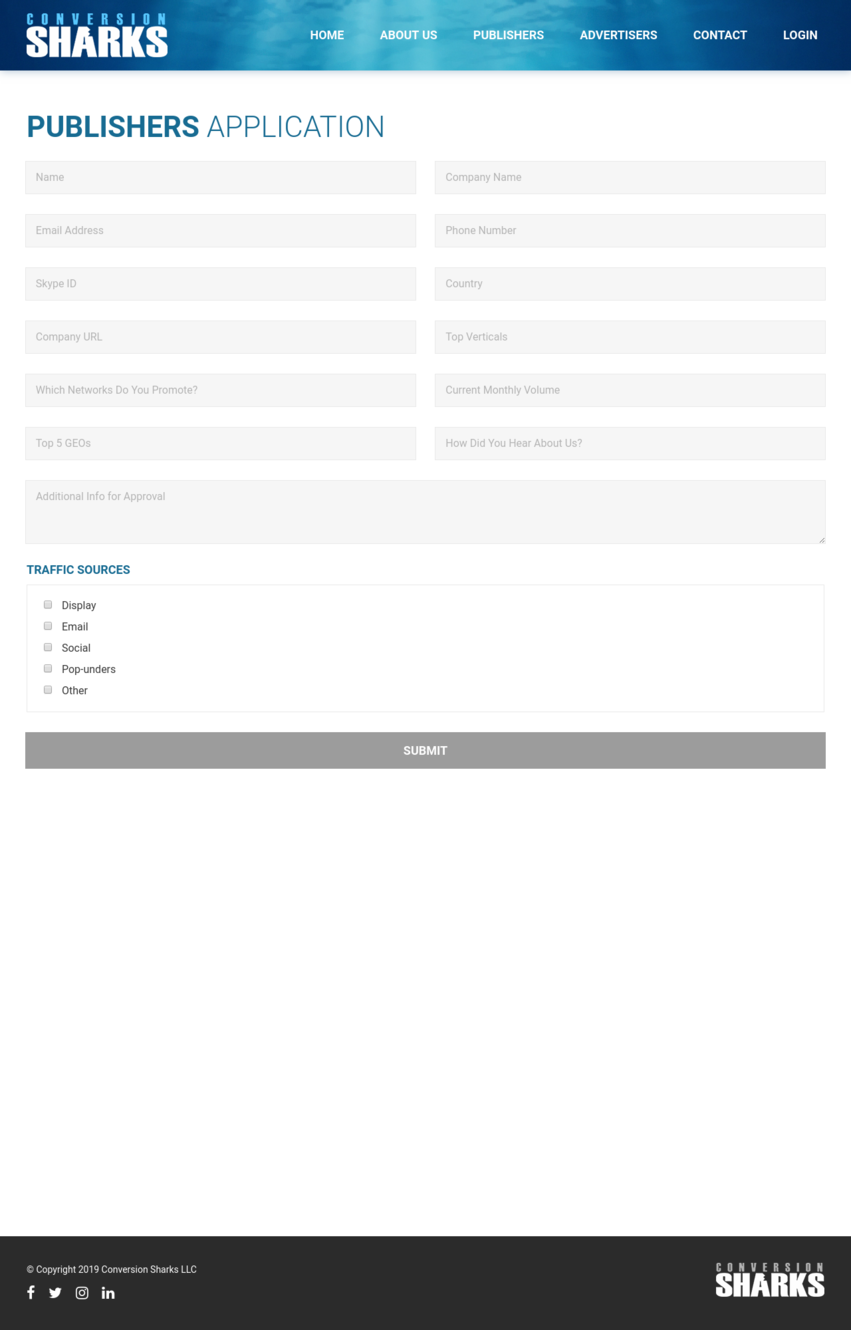 CONVERSION
SHARKS
HOME ABOUT US PUBLISHERS ADVERTISERS CONTACT LOGIN
PUBLISHERS APPLICATION
Name
Company Name
Email Address
Phone Number
Skype ID
Country
Company URL
Top Verticals
Which Networks Do You Promote?
Current Monthly Volume
Top 5 GEOs
How Did You Hear About Us?
Additional Info for Approval
TRAFFIC SOURCES
Display
Email
Social
Pop-unders
Other
SUBMIT
© Copyright 2019 Conversion Sharks LLC
CONVERSION
SHARKS